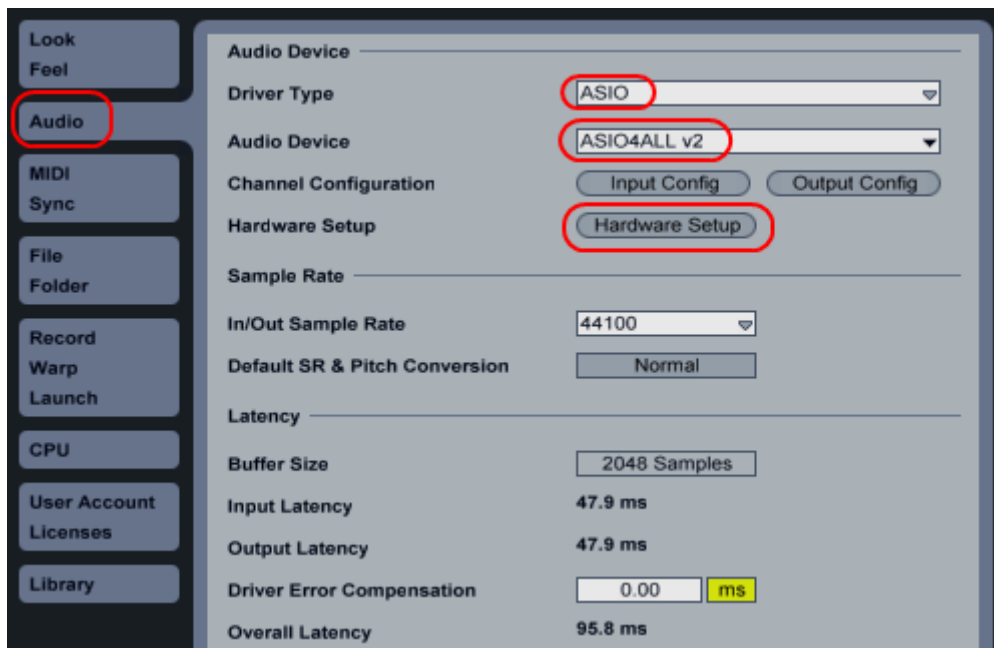 Look
Feel
Audio
MIDI
Sync
File
Folder
Record
Warp
Launch
CPU
User Account
Licenses
Library
Audio Device
Driver Type ASIO
Audio Device ASIO4ALL v2
Channel Configuration Input Config Output Config
Hardware Setup Hardware Setup
Sample Rate
In/Out Sample Rate 44100
Default SR & Pitch Conversion Normal
Latency
Buffer Size 2048 Samples
Input Latency 47.9 ms
Output Latency 47.9 ms
Driver Error Compensation 0.00 ms
Overall Latency 95.8 ms